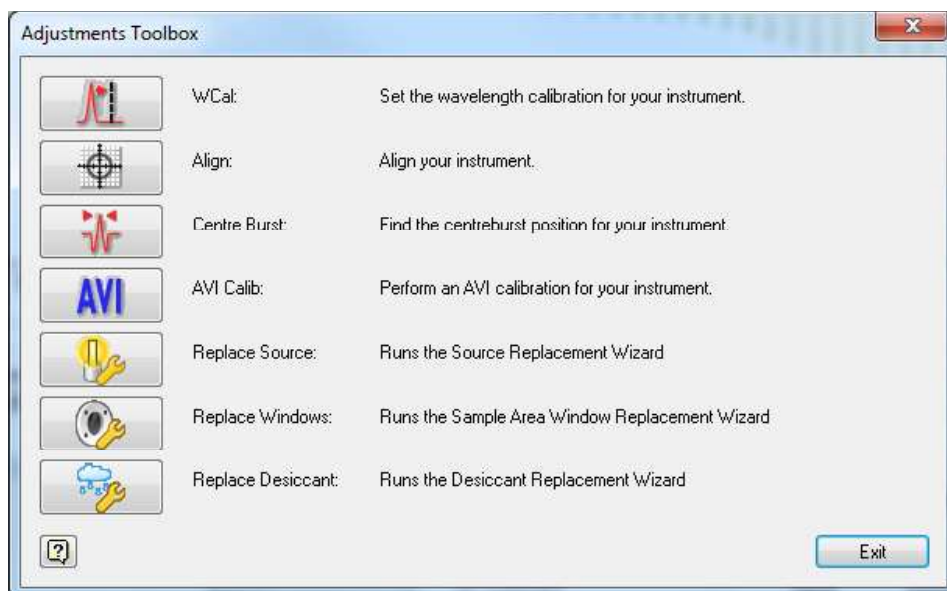 Adjustments Toolbox
WCal: Set the wavelength calibration for your instrument.
Align: Align your instrument.
Centre Burst: Find the centreburst position for your instrument.
AVI AVI Calib: Perform an AVI calibration for your instrument.
Replace Source: Runs the Source Replacement Wizard
Replace Windows: Runs the Sample Area Window Replacement Wizard
Replace Desiccant: Runs the Desiccant Replacement Wizard
? Exit